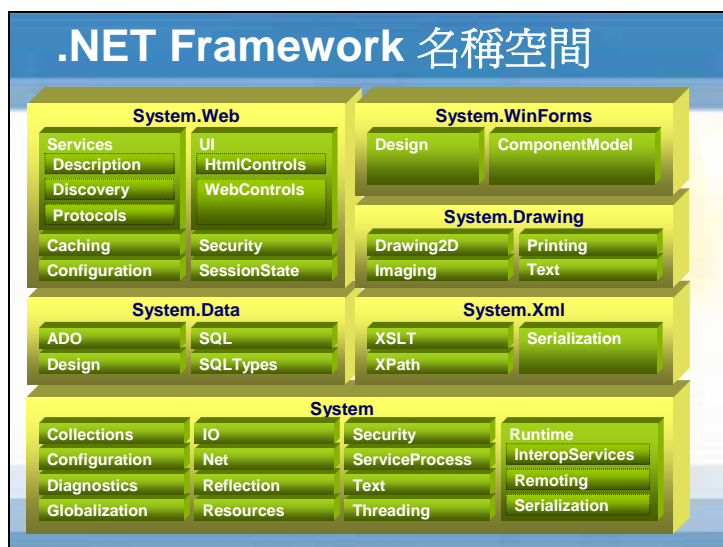 .NET Framework 名稱空間
System.Web
Services
Description
Discovery
Protocols
UI
HtmlControls
WebControls
Caching
Configuration
Security
SessionState
System.WinForms
Design
ComponentModel
System.Drawing
Drawing2D
Imaging
Printing
Text
System.Data
ADO
Design
SQL
SQLTypes
System.Xml
XSLT
XPath
Serialization
System
Collections
Configuration
Diagnostics
Globalization
IO
Net
Reflection
Resources
Security
ServiceProcess
Text
Threading
Runtime
InteropServices
Remoting
Serialization